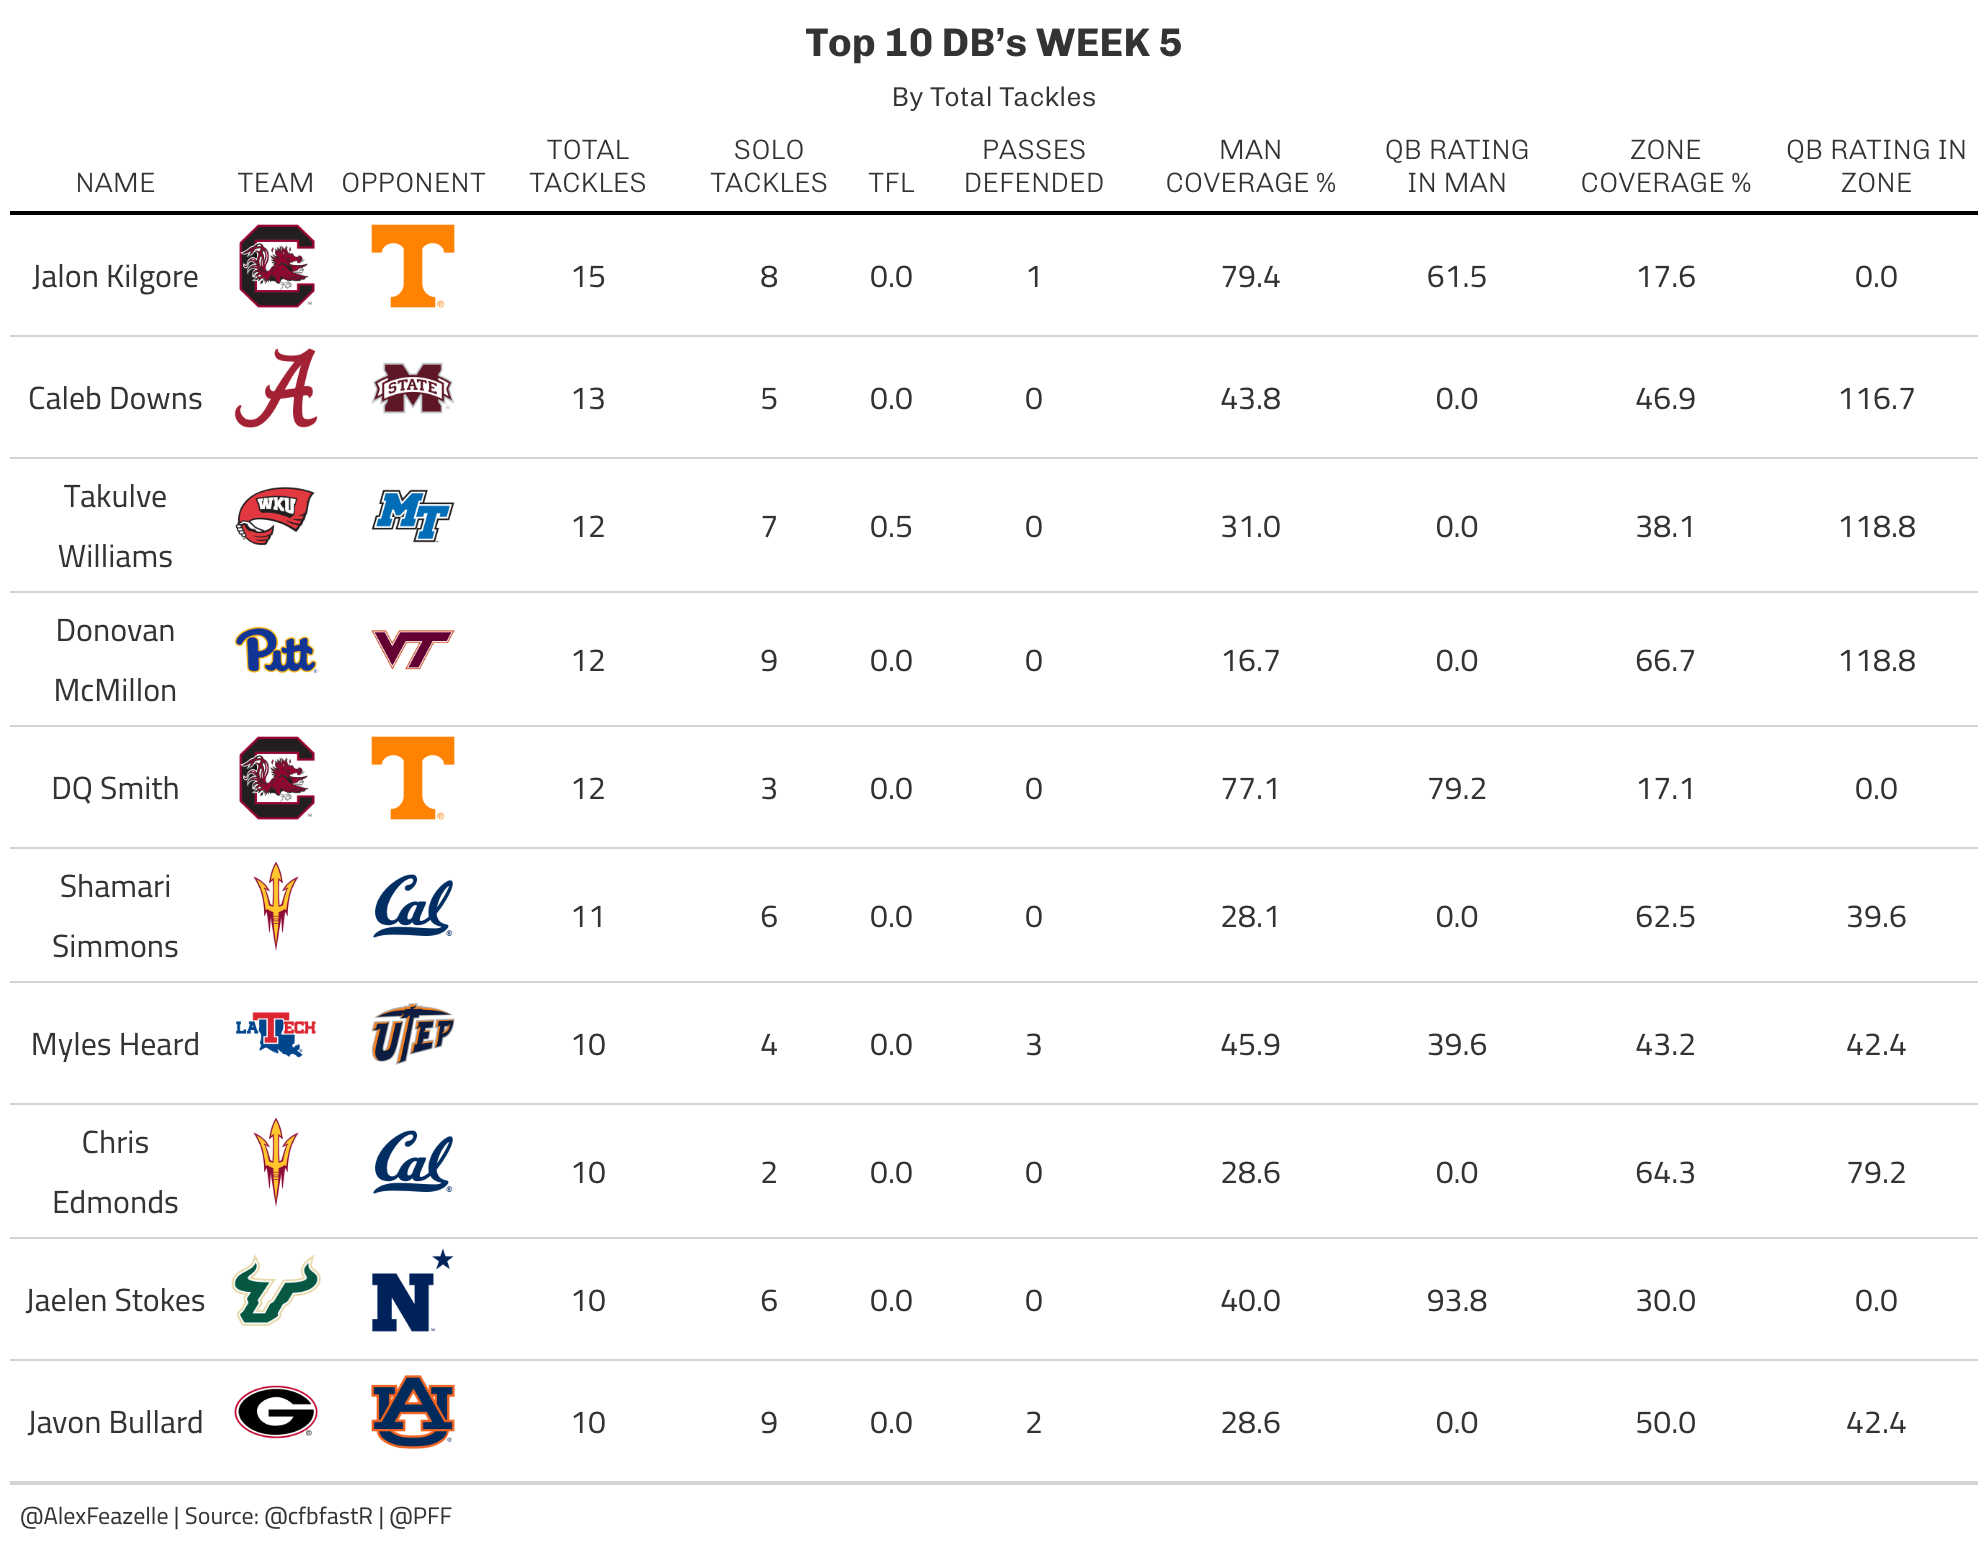 Top 10 DB’s WEEK 5
By Total Tackles
NAME TEAM OPPONENT TOTAL TACKLES SOLO TACKLES TFL PASSES DEFENDED MAN COVERAGE % QB RATING IN MAN ZONE COVERAGE % QB RATING IN ZONE
Jalon Kilgore 15 8 0.0 1 79.4 61.5 17.6 0.0
Caleb Downs STATE 13 5 0.0 0 43.8 0.0 46.9 116.7
Takulve Williams WKU MT 12 7 0.5 0 31.0 0.0 38.1 118.8
Donovan McMillon Pitt VT 12 9 0.0 0 16.7 0.0 66.7 118.8
DQ Smith T 12 3 0.0 0 77.1 79.2 17.1 0.0
Shamari Simmons Cal 11 6 0.0 0 28.1 0.0 62.5 39.6
Myles Heard LA TECH UTEP 10 4 0.0 3 45.9 39.6 43.2 42.4
Chris Edmonds Cal 10 2 0.0 0 28.6 0.0 64.3 79.2
Jaelen Stokes N 10 6 0.0 0 40.0 93.8 30.0 0.0
Javon Bullard G AU 10 9 0.0 2 28.6 0.0 50.0 42.4
@AlexFeazelle | Source: @cfbfastR | @PFF